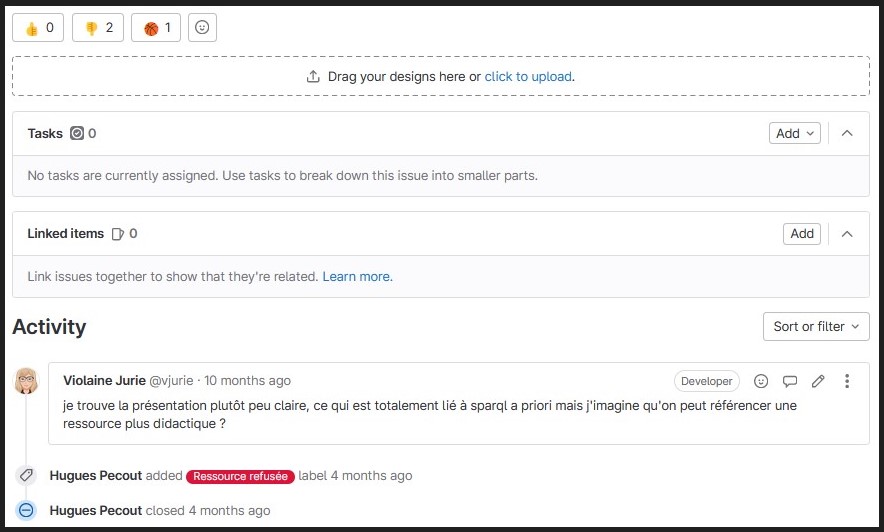 0 2 1
Drag your designs here or click to upload.
Tasks 0 Add
No tasks are currently assigned. Use tasks to break down this issue into smaller parts.
Linked items 0 Add
Link issues together to show that they're related. Learn more.
Activity Sort or filter
Violaine Jurie @vjurie · 10 months ago Developer
je trouve la présentation plutôt peu claire, ce qui est totalement lié à sparql a priori mais j'imagine qu'on peut référencer une
ressource plus didactique ?
Hugues Pecout added Ressource refusée label 4 months ago
Hugues Pecout closed 4 months ago